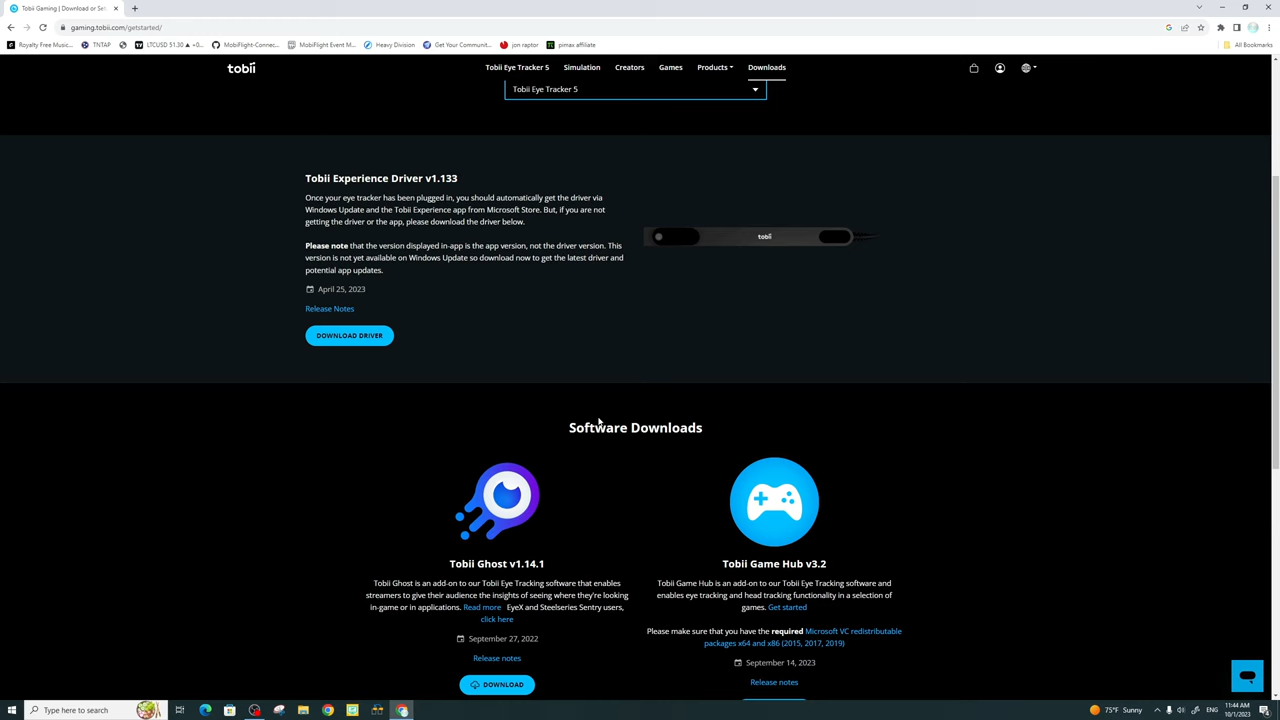 Tobii Gaming | Download or Set
gaming.tobii.com/getstarted/
Royalty Free Music...
TNTAP
LTCUSD 51.30 ▲ +0...
MobiFlight-Connec...
MobiFlight Event M...
Heavy Division
Get Your Communit...
jon raptor
pimax affiliate
All Bookmarks
tobii
Tobii Eye Tracker 5
Simulation
Creators
Games
Products
Downloads
Tobii Eye Tracker 5
Tobii Experience Driver v1.133
Once your eye tracker has been plugged in, you should automatically get the driver via
Windows Update and the Tobii Experience app from Microsoft Store. But, if you are not
getting the driver or the app, please download the driver below.
Please note that the version displayed in-app is the app version, not the driver version. This
version is not yet available on Windows Update so download now to get the latest driver and
potential app updates.
April 25, 2023
Release Notes
DOWNLOAD DRIVER
tobii
Software Downloads
Tobii Ghost v1.14.1
Tobii Ghost is an add-on to our Tobii Eye Tracking software that enables
streamers to give their audience the insights of seeing where they're looking
in-game or in applications. Read more EyeX and Steelseries Sentry users,
click here
September 27, 2022
Release notes
DOWNLOAD
Tobii Game Hub v3.2
Tobii Game Hub is an add-on to our Tobii Eye Tracking software and
enables eye tracking and head tracking functionality in a selection of
games. Get started
Please make sure that you have the required Microsoft VC redistributable
packages x64 and x86 (2015, 2017, 2019)
September 14, 2023
Release notes
Type here to search
75°F Sunny
ENG
11:44 AM
10/1/2023